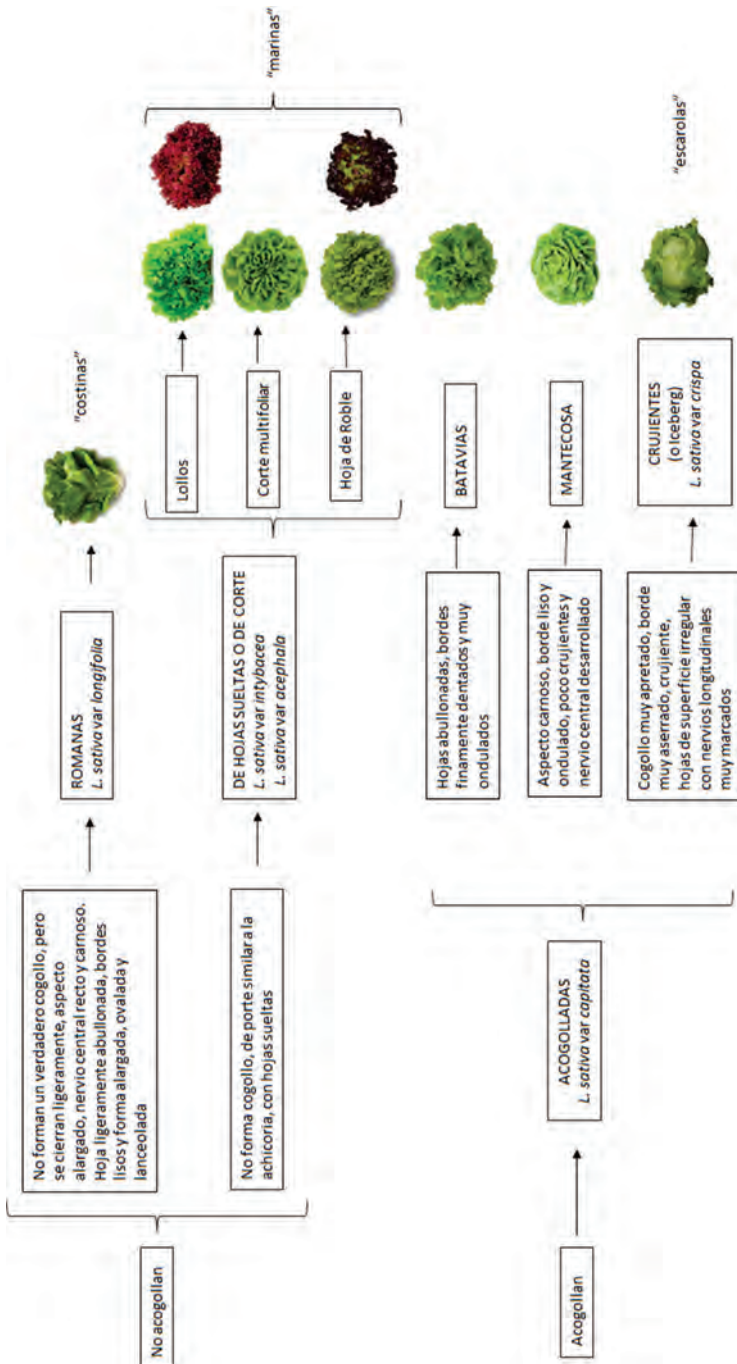 No acogollan
No forman un verdadero cogollo, pero
se cierran ligeramente, aspecto
alargado, nervio central recto y carnoso.
Hoja ligeramente abullonada, bordes
lisos y forma alargada, ovalada y
lanceolada
ROMANAS
L. sativa var longifolia
"costinas"
No forma cogollo, de porte similar a la
achicoria, con hojas sueltas
DE HOJAS SUELTAS O DE CORTE
L. sativa var intybacea
L. sativa var acephala
Lollos
Corte multifoliar
Hoja de Roble
"marinas"
Acogollan
ACOGOLLADAS
L. sativa var capitata
Hojas abullonadas, bordes
finamente dentados y muy
ondulados
BATAVIAS
Aspecto carnoso, borde liso y
ondulado, poco crujientes y
nervio central desarrollado
MANTECOSA
Cogollo muy apretado, borde
muy aserrado, crujiente,
hojas de superficie irregular
con nervios longitudinales
muy marcados
CRUJIENTES
(o Iceberg)
L. sativa var crispa
"escarolas"